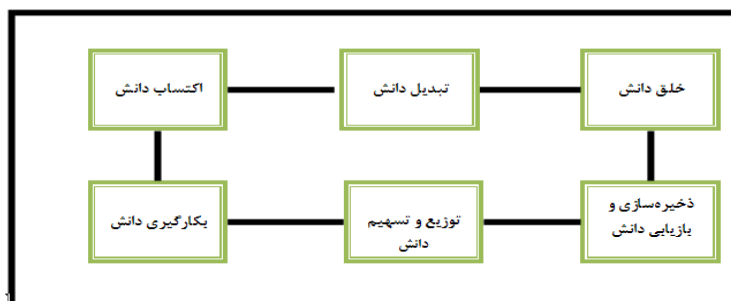 خلق دانش
تبدیل دانش
اکتساب دانش
ذخیره‌سازی و
بازیابی دانش
توزیع و تسهیم
دانش
بکارگیری دانش